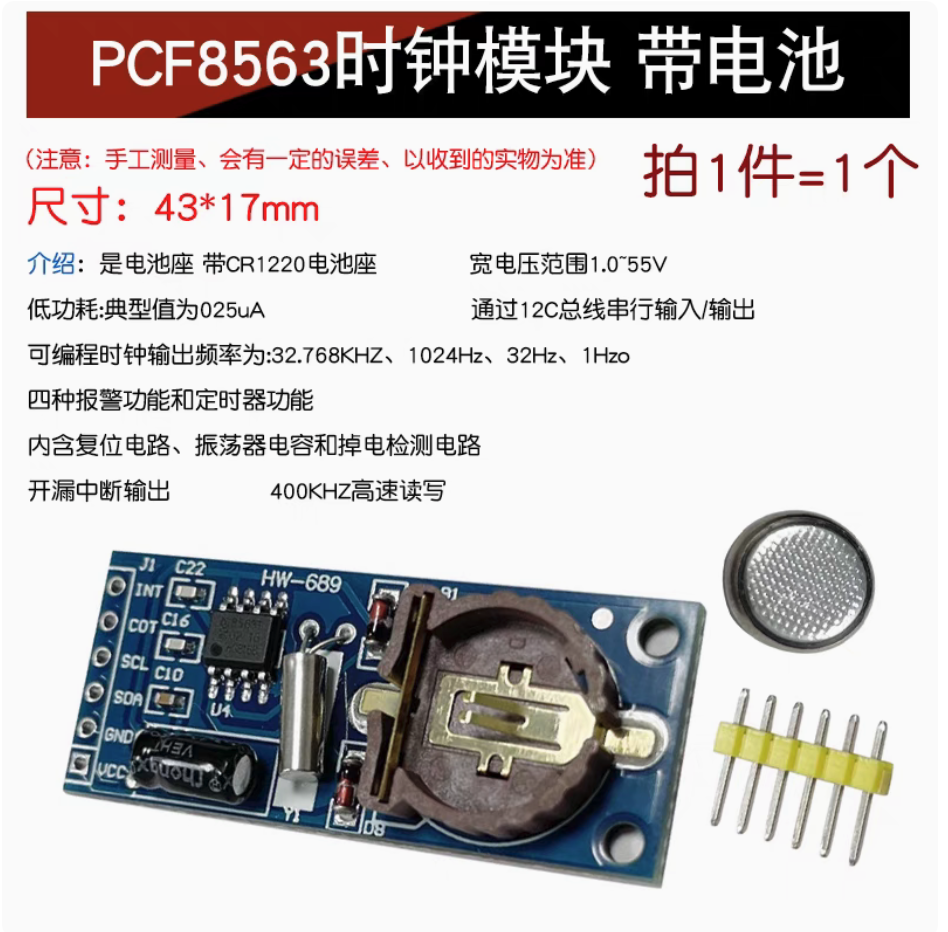 PCF8563时钟模块 带电池
（注意：手工测量、会有一定的误差、以收到的实物为准）
拍1件=1个
尺寸：43*17mm
介绍：是电池座 带CR1220电池座
宽电压范围1.0~55V
低功耗:典型值为025uA
通过12C总线串行输入/输出
可编程时钟输出频率为:32.768KHZ、1024Hz、32Hz、1Hzo
四种报警功能和定时器功能
内含复位电路、振荡器电容和掉电检测电路
开漏中断输出
400KHZ高速读写
J1
C22
HW-689
INT
COT
C16
SCL
C10
SDA
U4
GND
VCC
VEH7
Y1
D8